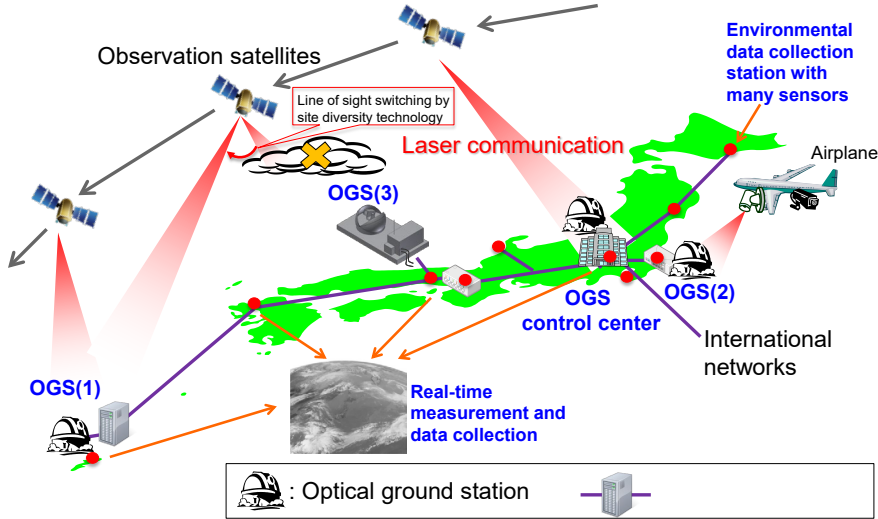 Observation satellites
Line of sight switching by
site diversity technology
Laser communication
Environmental
data collection
station with
many sensors
Airplane
OGS(3)
OGS(2)
OGS
control center
International
networks
OGS(1)
Real-time
measurement and
data collection
: Optical ground station